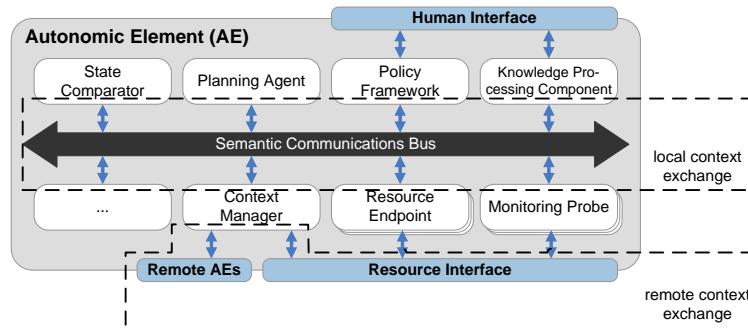 Human Interface
Autonomic Element (AE)
State
Comparator
Planning Agent
Policy
Framework
Knowledge Pro-
cessing Component
Semantic Communications Bus
local context
exchange
...
Context
Manager
Resource
Endpoint
Monitoring Probe
Remote AEs
Resource Interface
remote context
exchange